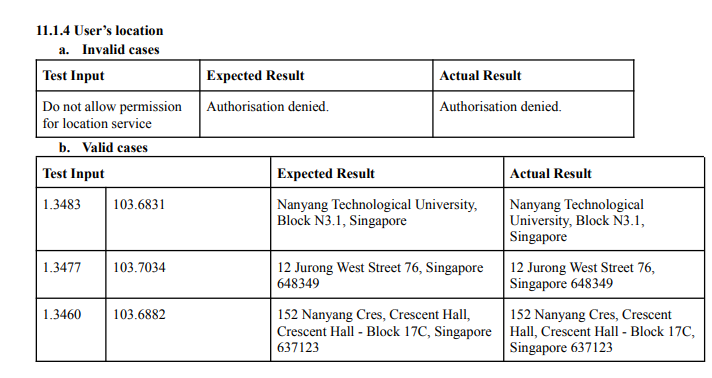 11.1.4 User's location
a. Invalid cases
Test Input Expected Result Actual Result
Do not allow permission Authorisation denied. Authorisation denied.
for location service
b. Valid cases
Test Input Expected Result Actual Result
1.3483 103.6831 Nanyang Technological University, Nanyang Technological
Block N3.1, Singapore University, Block N3.1,
Singapore
1.3477 103.7034 12 Jurong West Street 76, Singapore 12 Jurong West Street 76,
648349 Singapore 648349
1.3460 103.6882 152 Nanyang Cres, Crescent Hall, 152 Nanyang Cres, Crescent
Crescent Hall - Block 17C, Singapore Hall, Crescent Hall - Block 17C,
637123 Singapore 637123